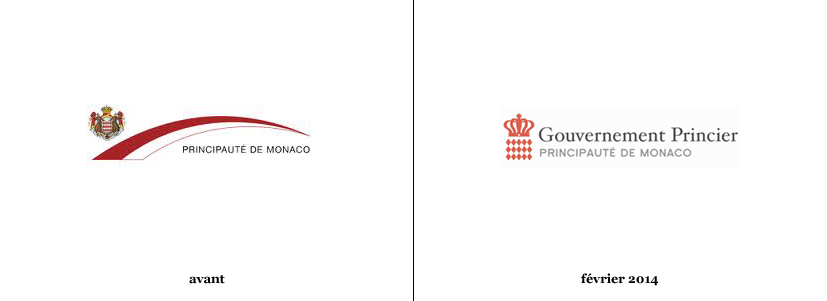 PRINCIPAUTÉ DE MONACO
avant
Gouvernement Princier
PRINCIPAUTÉ DE MONACO
février 2014